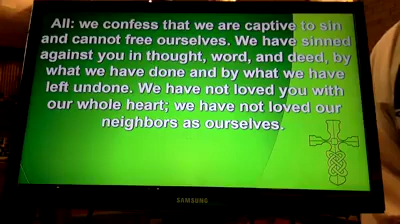 All: we confess that we are captive to sin
and cannot free ourselves. We have sinned
against you in thought, word, and deed, by
what we have done and by what we have
left undone. We have not loved you with
our whole heart; we have not loved our
neighbors as ourselves.
SAMSUNG